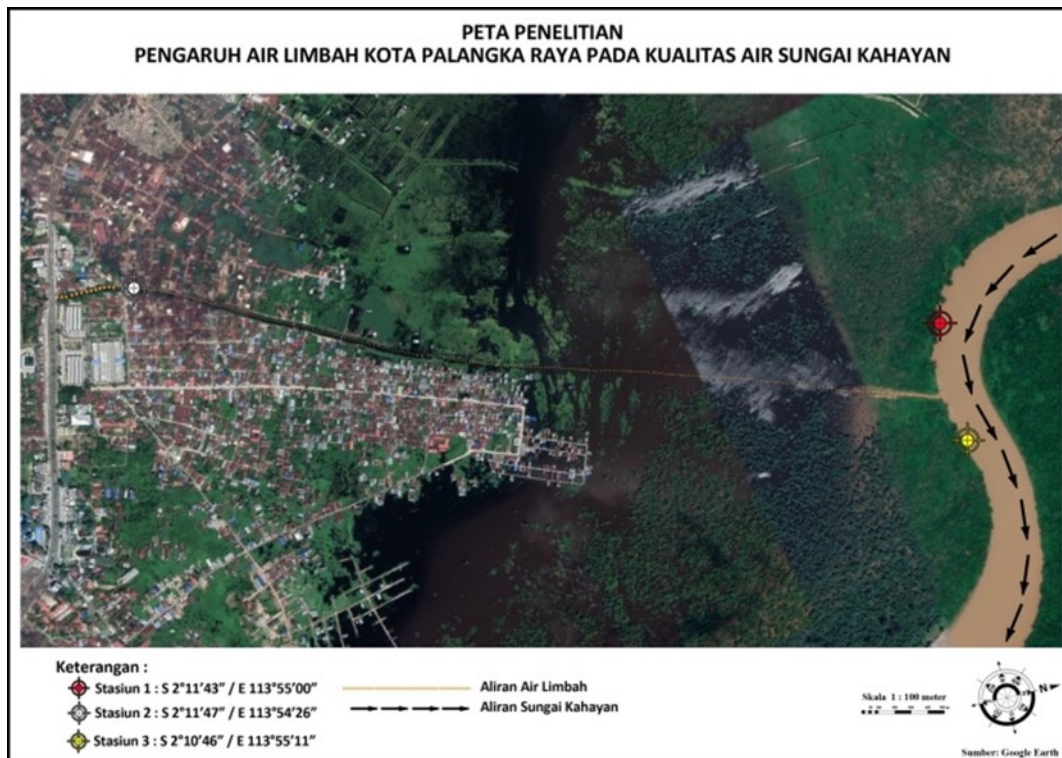 PETA PENELITIAN
PENGARUH AIR LIMBAH KOTA PALANGKA RAYA PADA KUALITAS AIR SUNGAI KAHAYAN
Keterangan :
Stasiun 1 : S 2°11’43” / E 113°55’00”
Stasiun 2 : S 2°11’47” / E 113°54’26”
Stasiun 3 : S 2°10’46” / E 113°55’11”
Aliran Air Limbah
Aliran Sungai Kahayan
Skala 1 : 100 meter
N
Sumber: Google Earth